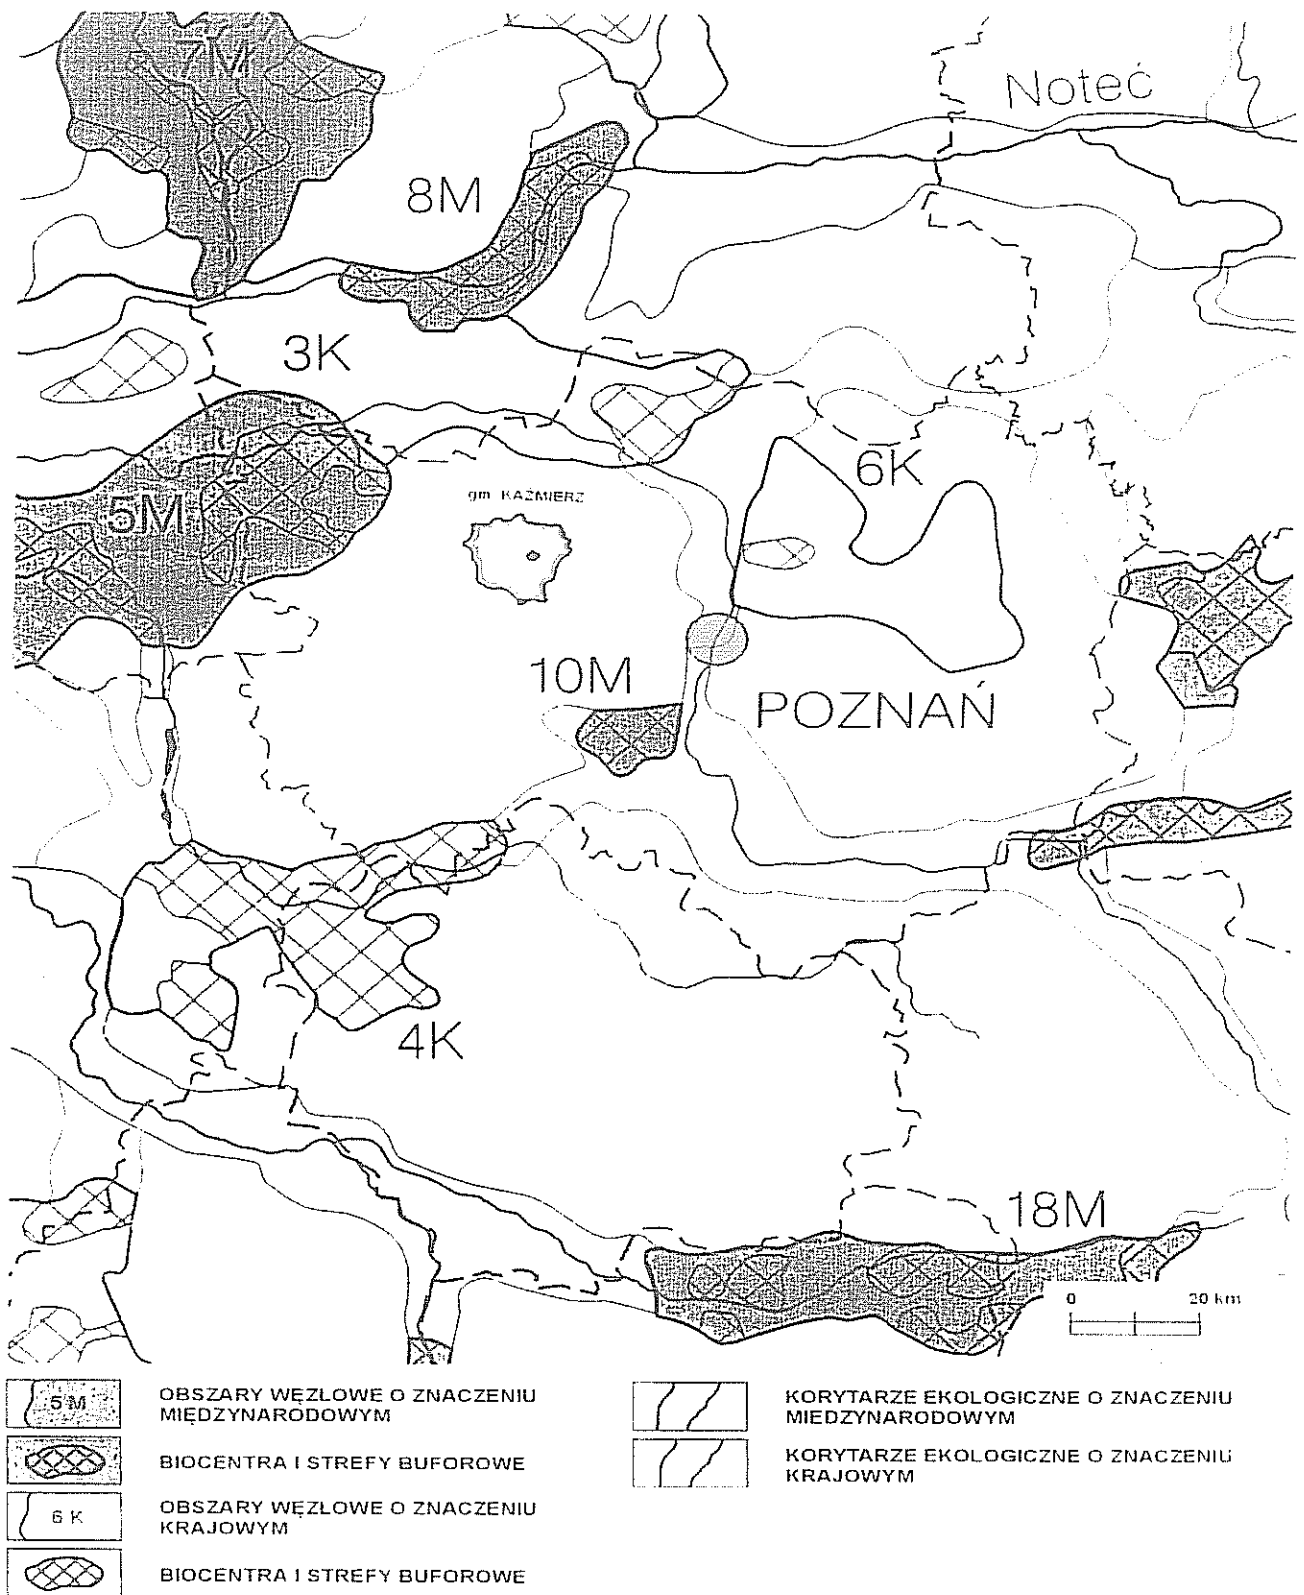 7M
Noteć
8M
3K
6K
5M
gm KAŹMIERZ
10M
POZNAŃ
4K
18M
0 20 km
5 M OBSZARY WĘZŁOWE O ZNACZENIU
MIĘDZYNARODOWYM
BIOCENTRA I STREFY BUFOROWE
6 K OBSZARY WĘZŁOWE O ZNACZENIU
KRAJOWYM
BIOCENTRA I STREFY BUFOROWE
KORYTARZE EKOLOGICZNE O ZNACZENIU
MIEDZYNARODOWYM
KORYTARZE EKOLOGICZNE O ZNACZENIU
KRAJOWYM